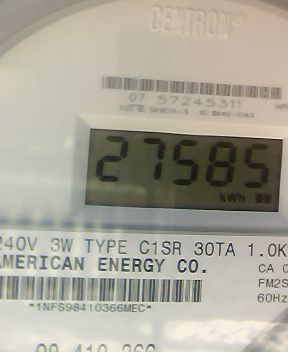 CENTRON®
07 57245311
27585
kWh
240V 3W TYPE C1SR 30TA 1.0K
AMERICAN ENERGY CO.
CA 0
FM2S
60Hz
*1NFS98410366MEC*